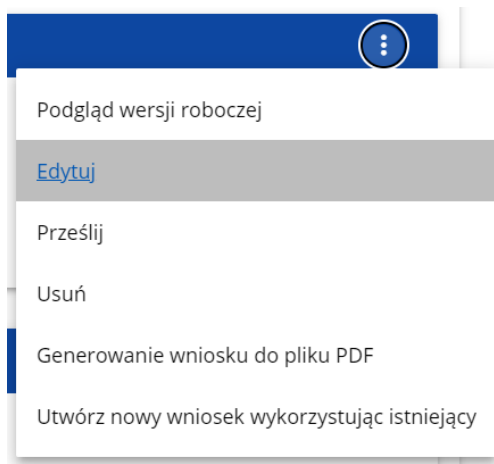 Podgląd wersji roboczej
Edytuj
Prześlij
Usuń
Generowanie wniosku do pliku PDF
Utwórz nowy wniosek wykorzystując istniejący